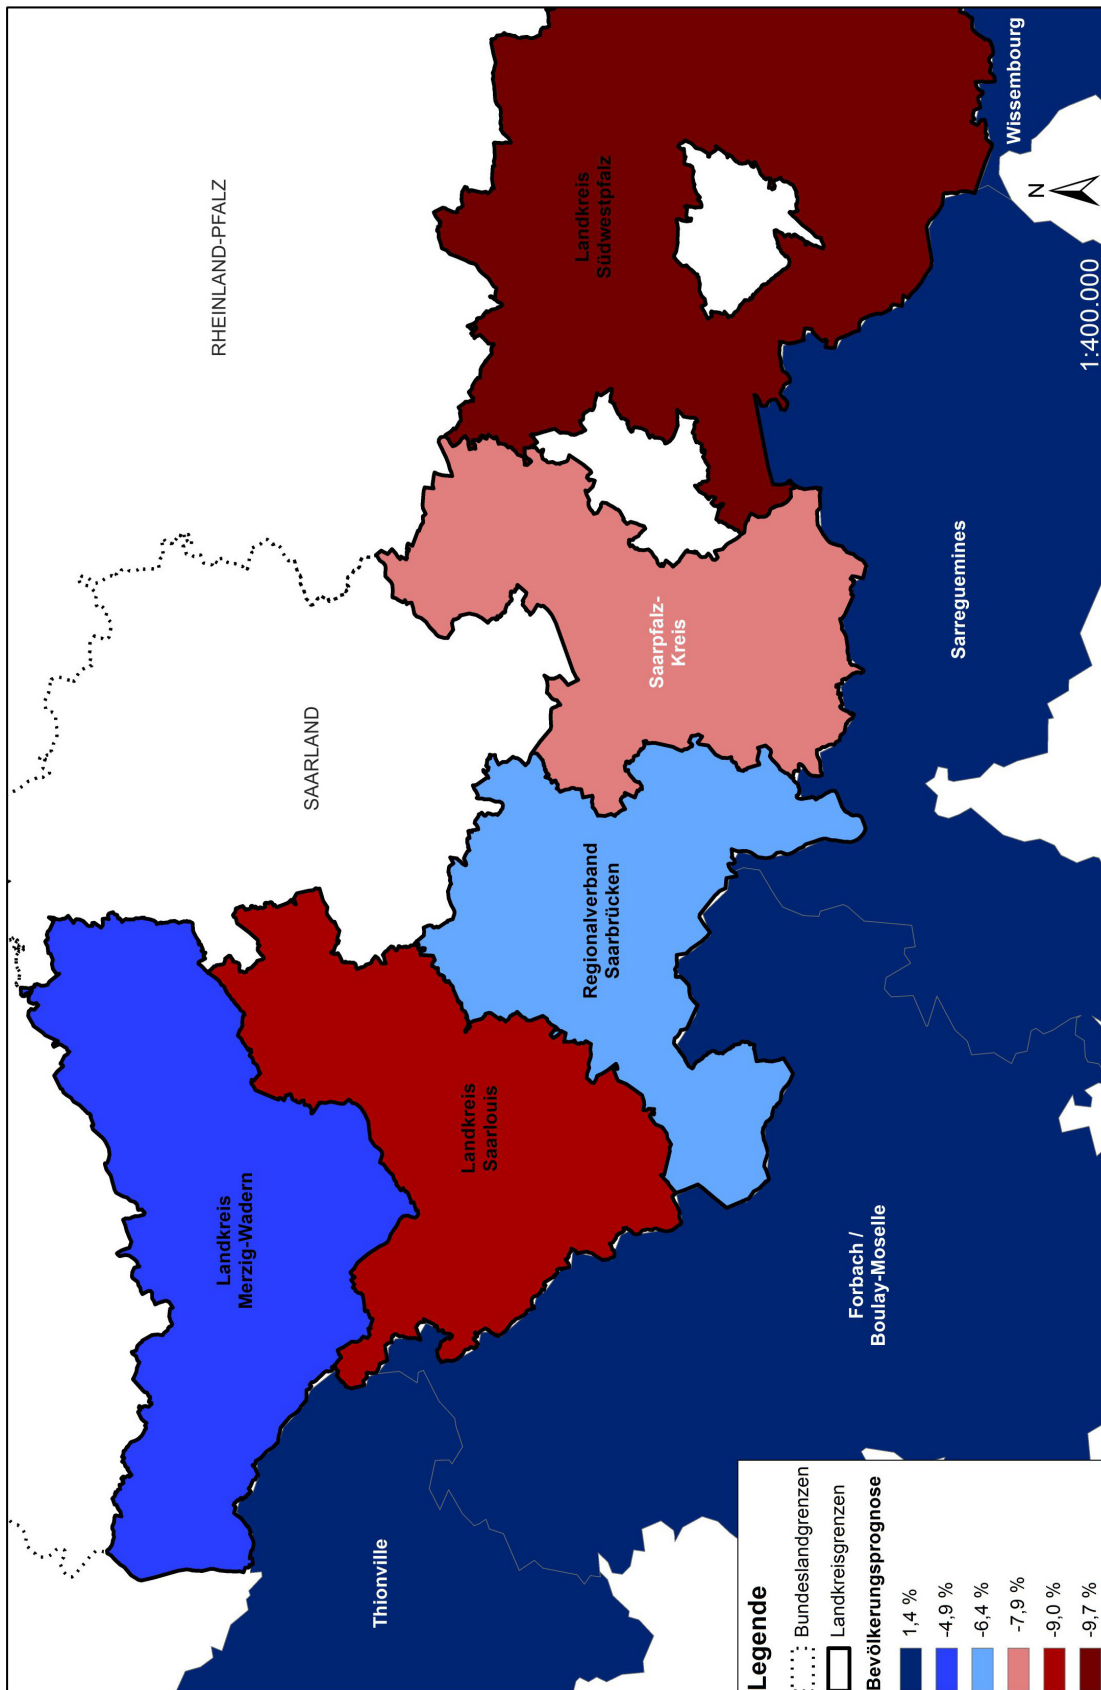 RHEINLAND-PFALZ
SAARLAND
Landkreis
Merzig-Wadern
Landkreis
Saarlouis
Regionalverband
Saarbrücken
Saarpfalz-
Kreis
Landkreis
Südwestpfalz
Thionville
Forbach /
Boulay-Moselle
Sarreguemines
Wissembourg
N
1:400.000
Legende
Bundeslandgrenzen
Landkreisgrenzen
Bevölkerungsprognose
1,4 %
-4,9 %
-6,4 %
-7,9 %
-9,0 %
-9,7 %